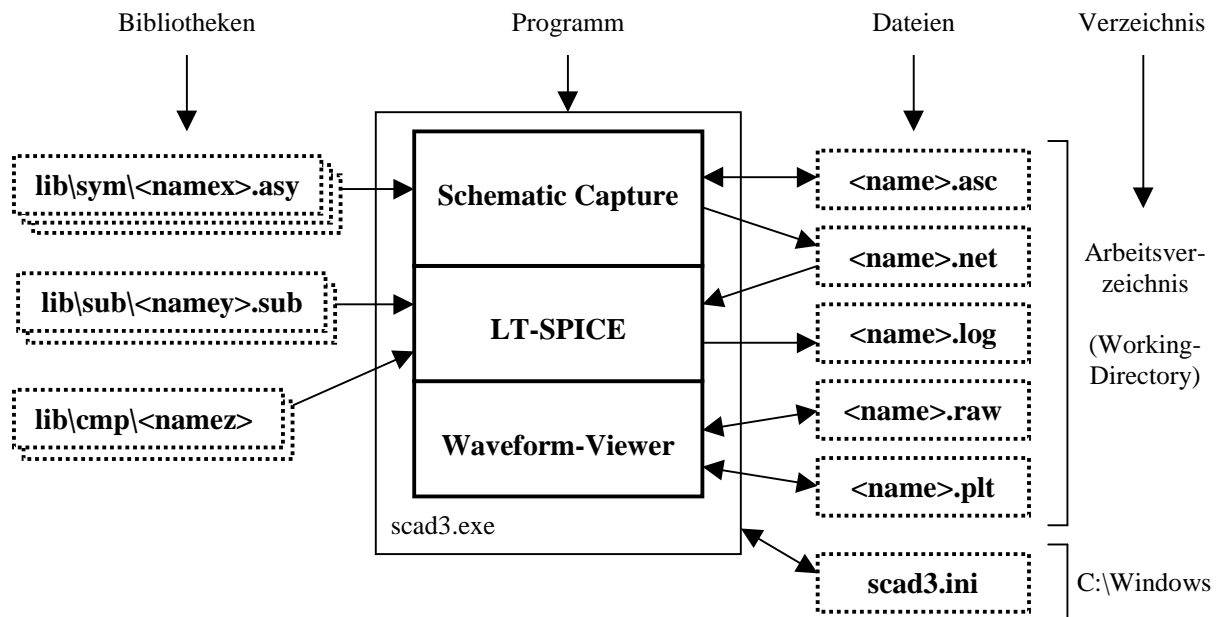 Bibliotheken
Programm
Dateien
Verzeichnis
lib\sym\<namex>.asy
lib\sub\<namey>.sub
lib\cmp\<namez>
Schematic Capture
LT-SPICE
Waveform-Viewer
scad3.exe
<name>.asc
<name>.net
<name>.log
<name>.raw
<name>.plt
scad3.ini
Arbeitsver-
zeichnis
(Working-
Directory)
C:\Windows